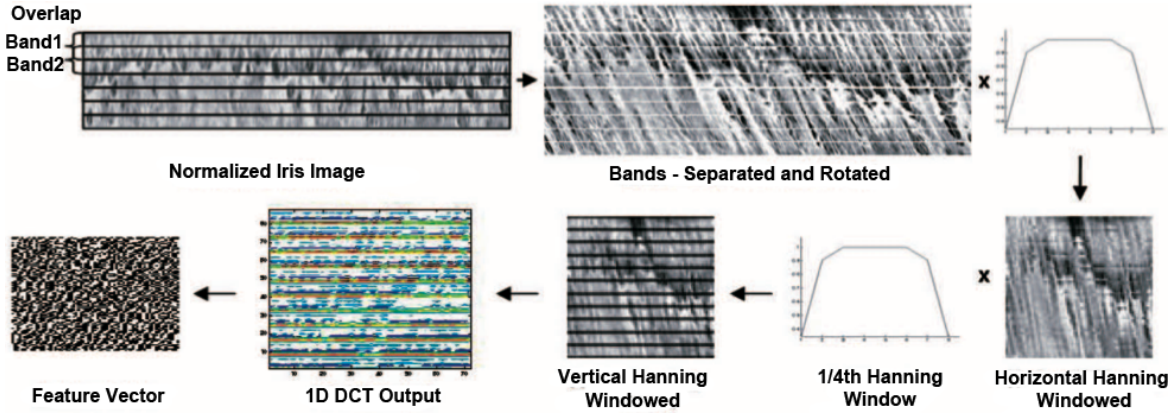 Overlap
Band1
Band2
x
Normalized Iris Image
Bands - Separated and Rotated
x
Feature Vector
1D DCT Output
Vertical Hanning
Windowed
1/4th Hanning
Window
Horizontal Hanning
Windowed